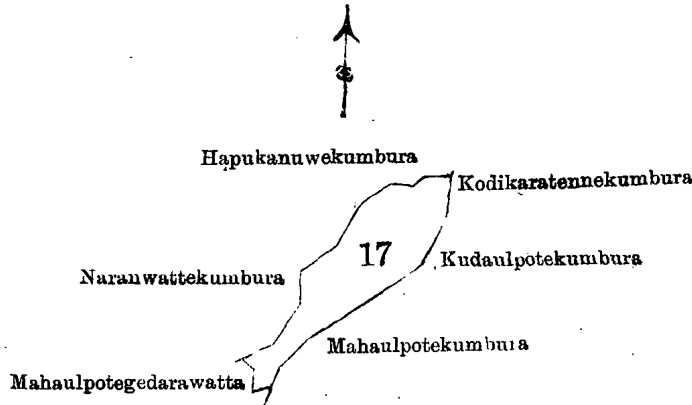 Hapukanuwekumbura
Kodikaratennekumbura
17
Kudaulpotekumbura
Naranwattekumbura
Mahaulpotekumbura
Mahaulpotegedarawatta